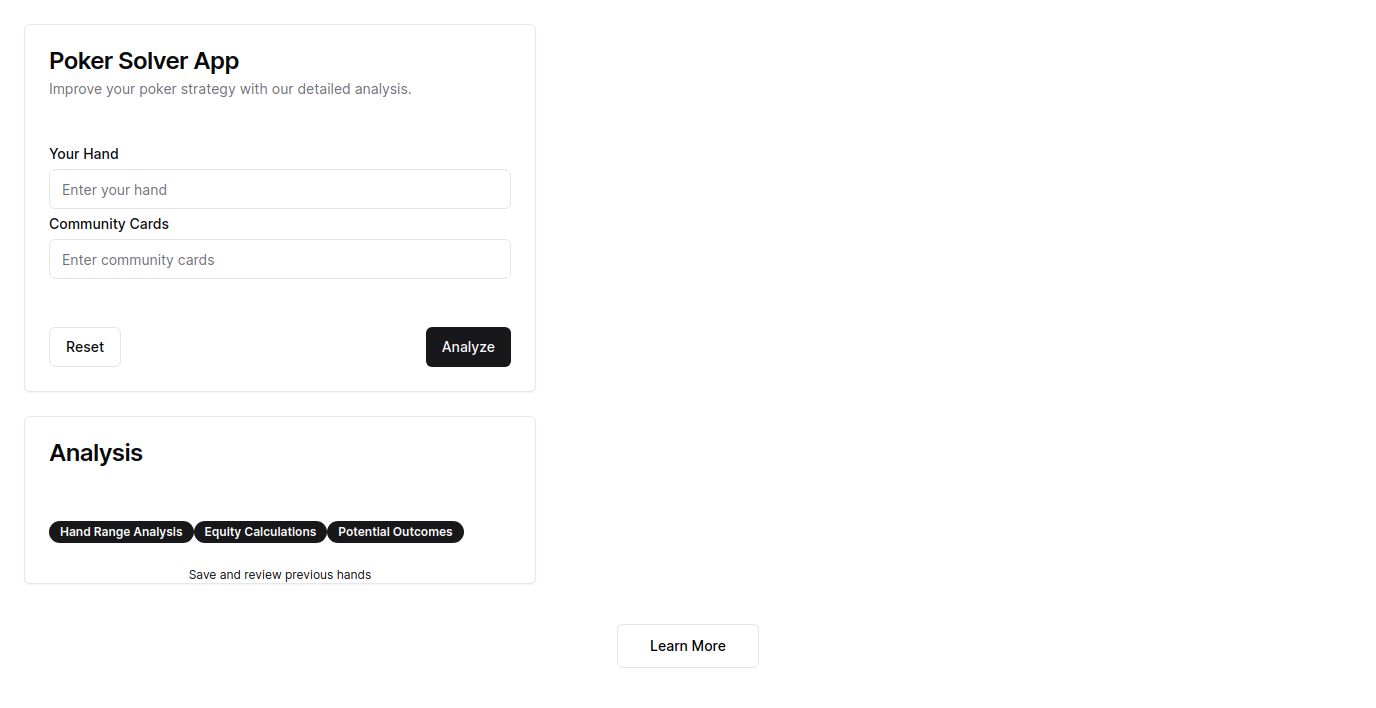 Poker Solver App
Improve your poker strategy with our detailed analysis.
Your Hand
Enter your hand
Community Cards
Enter community cards
Reset
Analyze
Analysis
Hand Range Analysis
Equity Calculations
Potential Outcomes
Save and review previous hands
Learn More